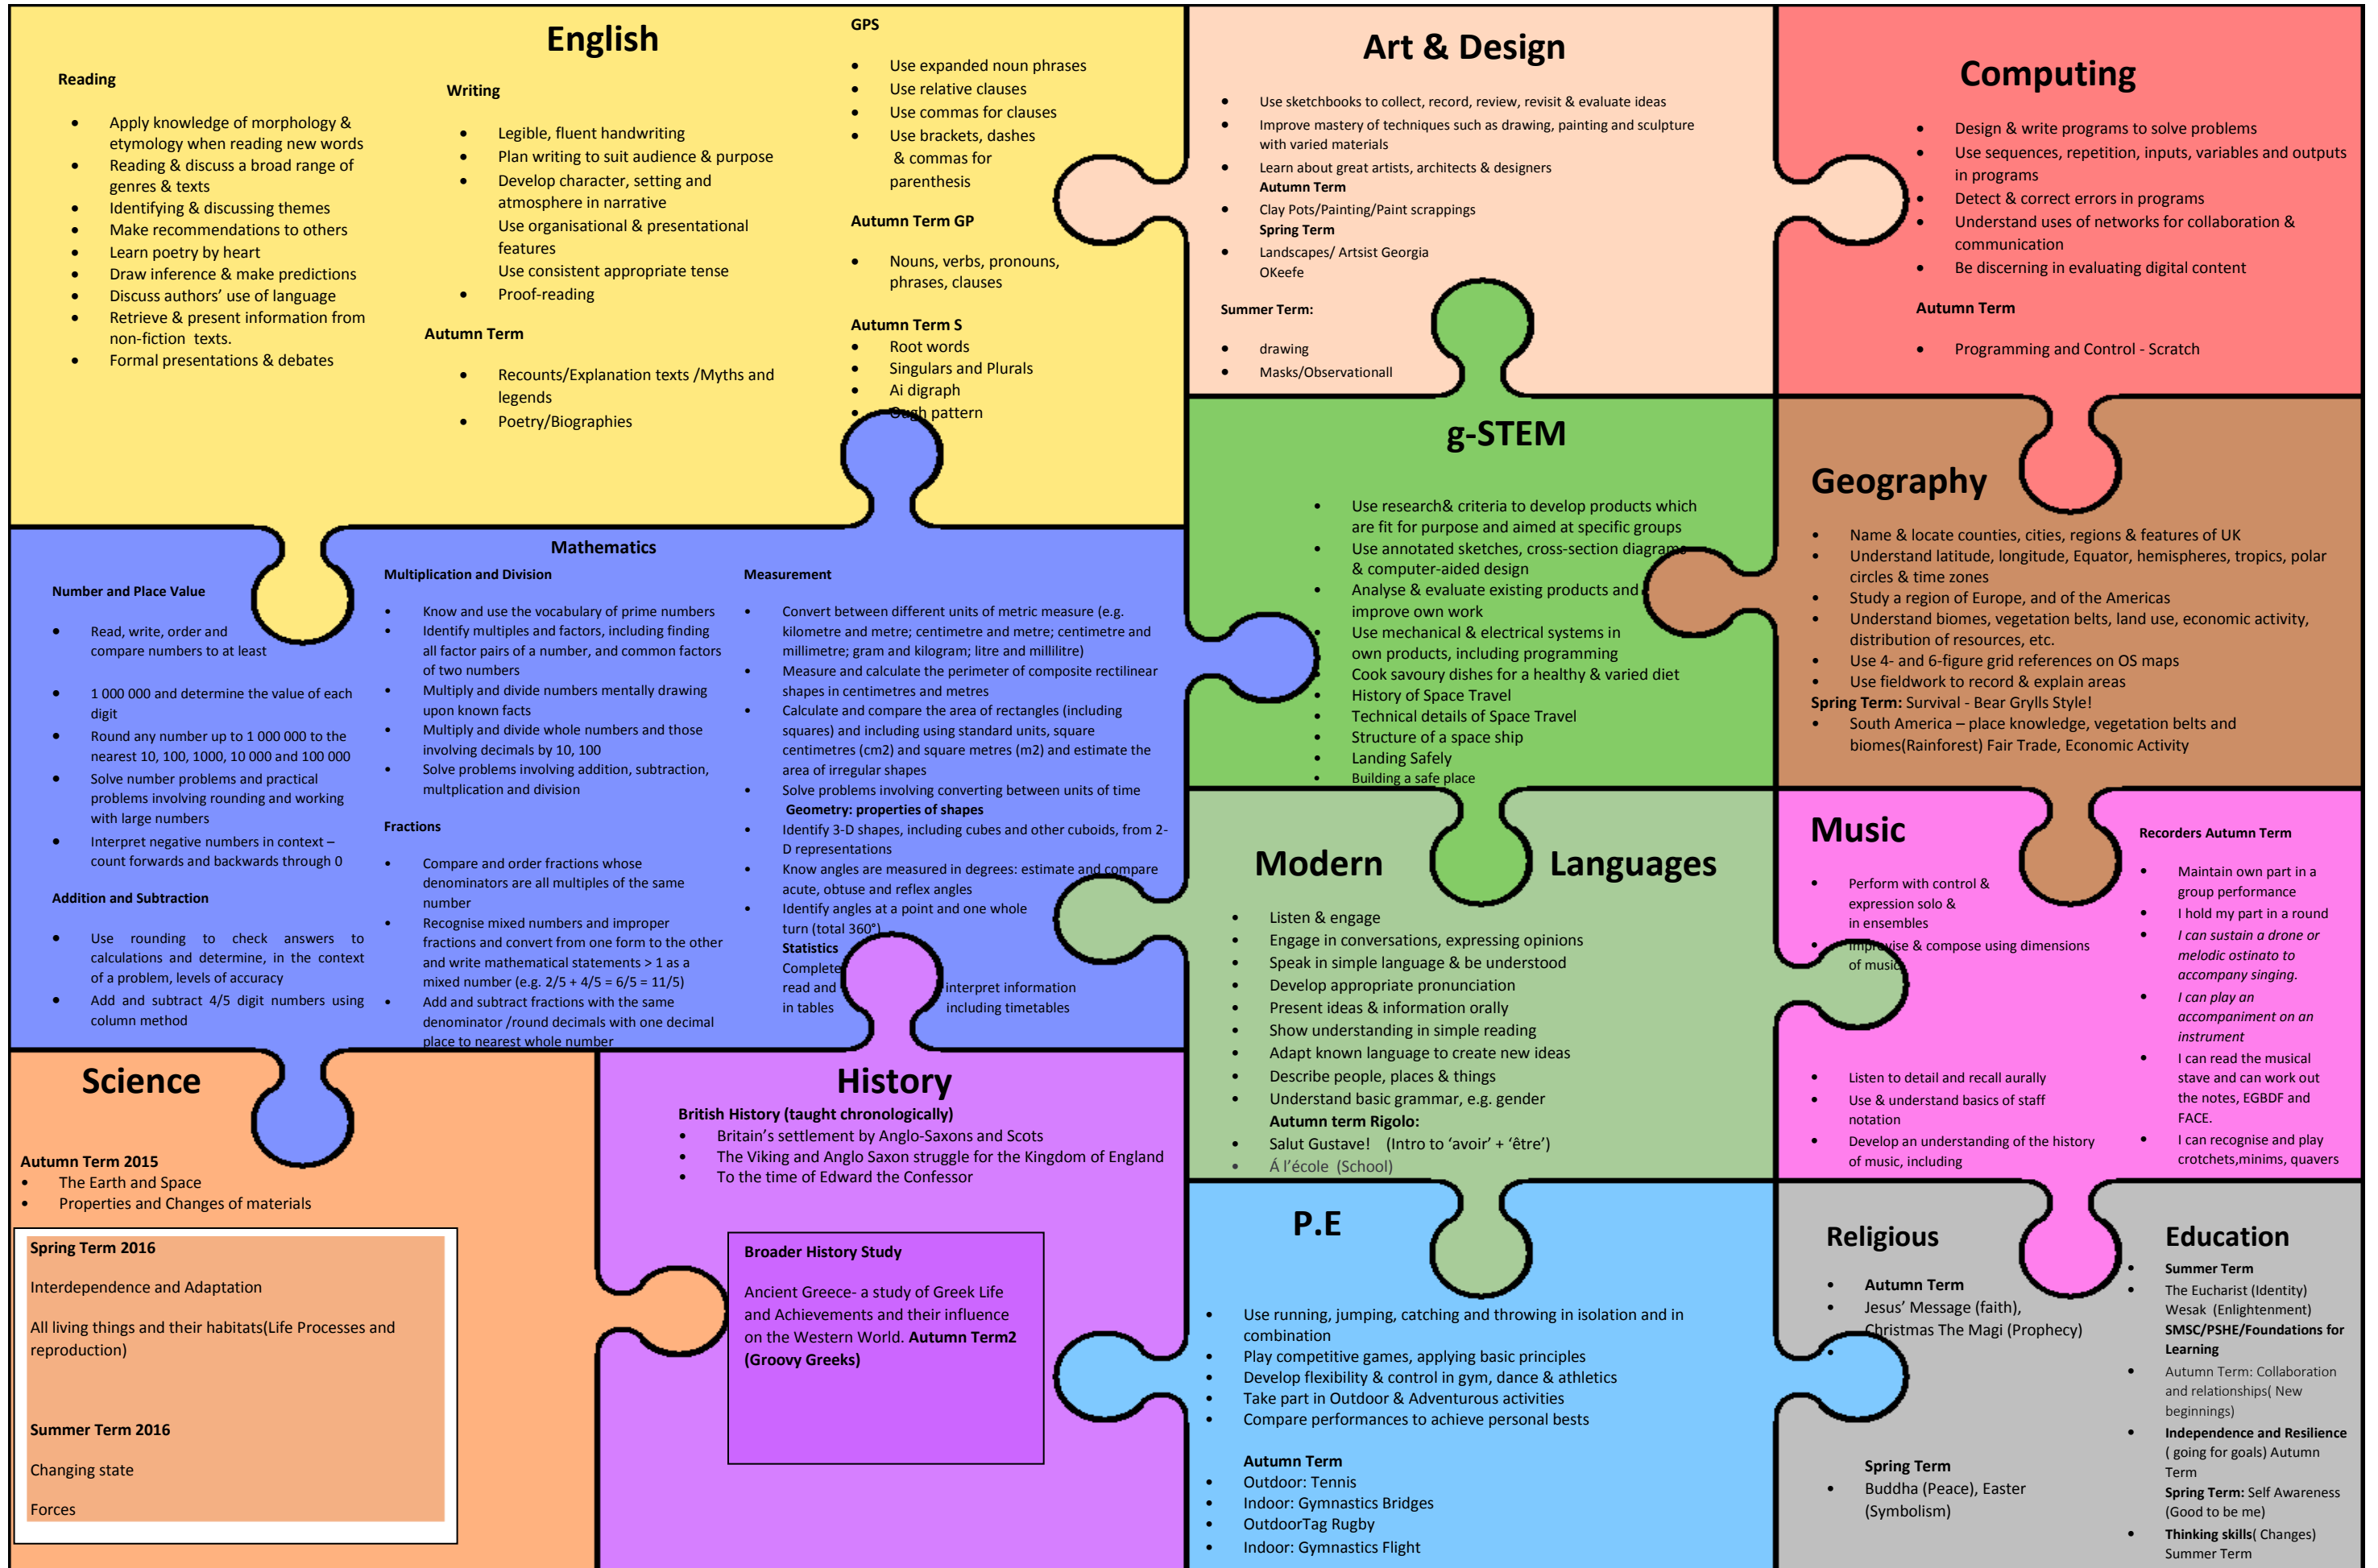 English
Reading
Apply knowledge of morphology &
etymology when reading new words
Reading & discuss a broad range of
genres & texts
Identifying & discussing themes
Make recommendations to others
Learn poetry by heart
Draw inference & make predictions
Discuss authors’ use of language
Retrieve & present information from
non-fiction texts.
Formal presentations & debates
Writing
Legible, fluent handwriting
Plan writing to suit audience & purpose
Develop character, setting and
atmosphere in narrative
Use organisational & presentational
features
Use consistent appropriate tense
Proof-reading
Autumn Term
Recounts/Explanation texts /Myths and
legends
Poetry/Biographies
GPS
Use expanded noun phrases
Use relative clauses
Use commas for clauses
Use brackets, dashes
& commas for
parenthesis
Autumn Term GP
Nouns, verbs, pronouns,
phrases, clauses
Autumn Term S
Root words
Singulars and Plurals
Ai digraph
Ough pattern
Art & Design
Use sketchbooks to collect, record, review, revisit & evaluate ideas
Improve mastery of techniques such as drawing, painting and sculpture
with varied materials
Learn about great artists, architects & designers
Autumn Term
Clay Pots/Painting/Paint scrappings
Spring Term
Landscapes/ Artsist Georgia
OKeefe
Summer Term:
drawing
Masks/Observationall
Computing
Design & write programs to solve problems
Use sequences, repetition, inputs, variables and outputs
in programs
Detect & correct errors in programs
Understand uses of networks for collaboration &
communication
Be discerning in evaluating digital content
Autumn Term
Programming and Control - Scratch
g-STEM
Use research& criteria to develop products which
are fit for purpose and aimed at specific groups
Use annotated sketches, cross-section diagrams
& computer-aided design
Analyse & evaluate existing products and
improve own work
Use mechanical & electrical systems in
own products, including programming
Cook savoury dishes for a healthy & varied diet
History of Space Travel
Technical details of Space Travel
Structure of a space ship
Landing Safely
Building a safe place
Geography
Name & locate counties, cities, regions & features of UK
Understand latitude, longitude, Equator, hemispheres, tropics, polar
circles & time zones
Study a region of Europe, and of the Americas
Understand biomes, vegetation belts, land use, economic activity,
distribution of resources, etc.
Use 4- and 6-figure grid references on OS maps
Use fieldwork to record & explain areas
Spring Term: Survival - Bear Grylls Style!
South America – place knowledge, vegetation belts and
biomes(Rainforest) Fair Trade, Economic Activity
Mathematics
Number and Place Value
Read, write, order and
compare numbers to at least
1 000 000 and determine the value of each
digit
Round any number up to 1 000 000 to the
nearest 10, 100, 1000, 10 000 and 100 000
Solve number problems and practical
problems involving rounding and working
with large numbers
Interpret negative numbers in context –
count forwards and backwards through 0
Addition and Subtraction
Use rounding to check answers to
calculations and determine, in the context
of a problem, levels of accuracy
Add and subtract 4/5 digit numbers using
column method
Multiplication and Division
Know and use the vocabulary of prime numbers
Identify multiples and factors, including finding
all factor pairs of a number, and common factors
of two numbers
Multiply and divide numbers mentally drawing
upon known facts
Multiply and divide whole numbers and those
involving decimals by 10, 100
Solve problems involving addition, subtraction,
multplication and division
Fractions
Compare and order fractions whose
denominators are all multiples of the same
number
Recognise mixed numbers and improper
fractions and convert from one form to the other
and write mathematical statements > 1 as a
mixed number (e.g. 2/5 + 4/5 = 6/5 = 11/5)
Add and subtract fractions with the same
denominator /round decimals with one decimal
place to nearest whole number
Measurement
Convert between different units of metric measure (e.g.
kilometre and metre; centimetre and metre; centimetre and
millimetre; gram and kilogram; litre and millilitre)
Measure and calculate the perimeter of composite rectilinear
shapes in centimetres and metres
Calculate and compare the area of rectangles (including
squares) and including using standard units, square
centimetres (cm2) and square metres (m2) and estimate the
area of irregular shapes
Solve problems involving converting between units of time
Geometry: properties of shapes
Identify 3-D shapes, including cubes and other cuboids, from 2-
D representations
Know angles are measured in degrees: estimate and compare
acute, obtuse and reflex angles
Identify angles at a point and one whole
turn (total 360°)
Statistics
Complete
read and interpret information
in tables including timetables
Modern Languages
Listen & engage
Engage in conversations, expressing opinions
Speak in simple language & be understood
Develop appropriate pronunciation
Present ideas & information orally
Show understanding in simple reading
Adapt known language to create new ideas
Describe people, places & things
Understand basic grammar, e.g. gender
Autumn term Rigolo:
Salut Gustave! (Intro to ‘avoir’ + ‘être’)
Á l’école (School)
Music
Perform with control &
expression solo &
in ensembles
Improvise & compose using dimensions
of music
Listen to detail and recall aurally
Use & understand basics of staff
notation
Develop an understanding of the history
of music, including
Recorders Autumn Term
Maintain own part in a
group performance
I hold my part in a round
I can sustain a drone or
melodic ostinato to
accompany singing.
I can play an
accompaniment on an
instrument
I can read the musical
stave and can work out
the notes, EGBDF and
FACE.
I can recognise and play
crotchets,minims, quavers
Science
Autumn Term 2015
The Earth and Space
Properties and Changes of materials
Spring Term 2016
Interdependence and Adaptation
All living things and their habitats(Life Processes and
reproduction)
Summer Term 2016
Changing state
Forces
History
British History (taught chronologically)
Britain’s settlement by Anglo-Saxons and Scots
The Viking and Anglo Saxon struggle for the Kingdom of England
To the time of Edward the Confessor
Broader History Study
Ancient Greece- a study of Greek Life
and Achievements and their influence
on the Western World. Autumn Term2
(Groovy Greeks)
P.E
Use running, jumping, catching and throwing in isolation and in
combination
Play competitive games, applying basic principles
Develop flexibility & control in gym, dance & athletics
Take part in Outdoor & Adventurous activities
Compare performances to achieve personal bests
Autumn Term
Outdoor: Tennis
Indoor: Gymnastics Bridges
OutdoorTag Rugby
Indoor: Gymnastics Flight
Religious Education
Autumn Term
Jesus’ Message (faith),
Christmas The Magi (Prophecy)
Spring Term
Buddha (Peace), Easter
(Symbolism)
Summer Term
The Eucharist (Identity)
Wesak (Enlightenment)
SMSC/PSHE/Foundations for
Learning
Autumn Term: Collaboration
and relationships( New
beginnings)
Independence and Resilience
( going for goals) Autumn
Term
Spring Term: Self Awareness
(Good to be me)
Thinking skills( Changes)
Summer Term